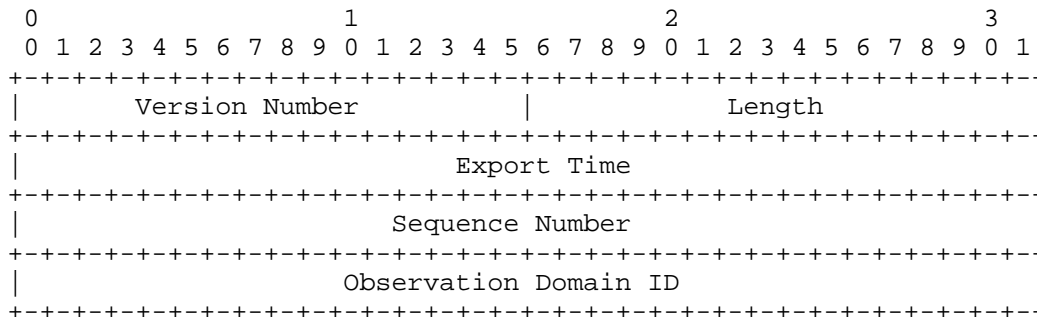 0                   1                   2                   3
0 1 2 3 4 5 6 7 8 9 0 1 2 3 4 5 6 7 8 9 0 1 2 3 4 5 6 7 8 9 0 1
+-+-+-+-+-+-+-+-+-+-+-+-+-+-+-+-+-+-+-+-+-+-+-+-+-+-+-+-+-+-+-+-
|       Version Number          |            Length
+-+-+-+-+-+-+-+-+-+-+-+-+-+-+-+-+-+-+-+-+-+-+-+-+-+-+-+-+-+-+-+-
|                           Export Time
+-+-+-+-+-+-+-+-+-+-+-+-+-+-+-+-+-+-+-+-+-+-+-+-+-+-+-+-+-+-+-+-
|                       Sequence Number
+-+-+-+-+-+-+-+-+-+-+-+-+-+-+-+-+-+-+-+-+-+-+-+-+-+-+-+-+-+-+-+-
|                    Observation Domain ID
+-+-+-+-+-+-+-+-+-+-+-+-+-+-+-+-+-+-+-+-+-+-+-+-+-+-+-+-+-+-+-+-